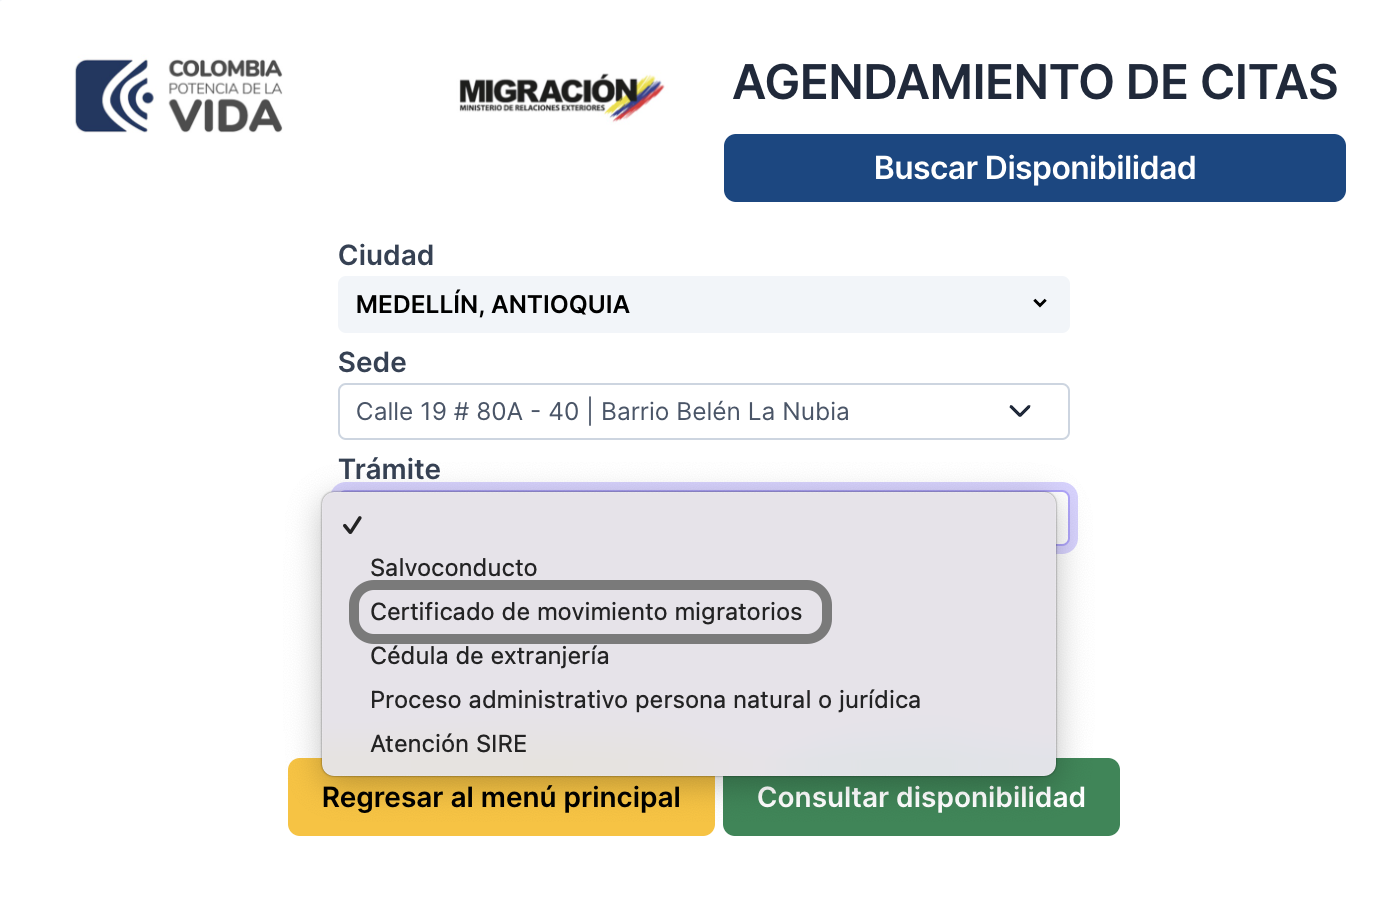 COLOMBIA
POTENCIA DE LA
VIDA
MIGRACIÓN
MINISTERIO DE RELACIONES EXTERIORES
AGENDAMIENTO DE CITAS
Buscar Disponibilidad
Ciudad
MEDELLÍN, ANTIOQUIA
Sede
Calle 19 # 80A - 40 | Barrio Belén La Nubia
Trámite
Salvoconducto
Certificado de movimiento migratorios
Cédula de extranjería
Proceso administrativo persona natural o jurídica
Atención SIRE
Regresar al menú principal
Consultar disponibilidad